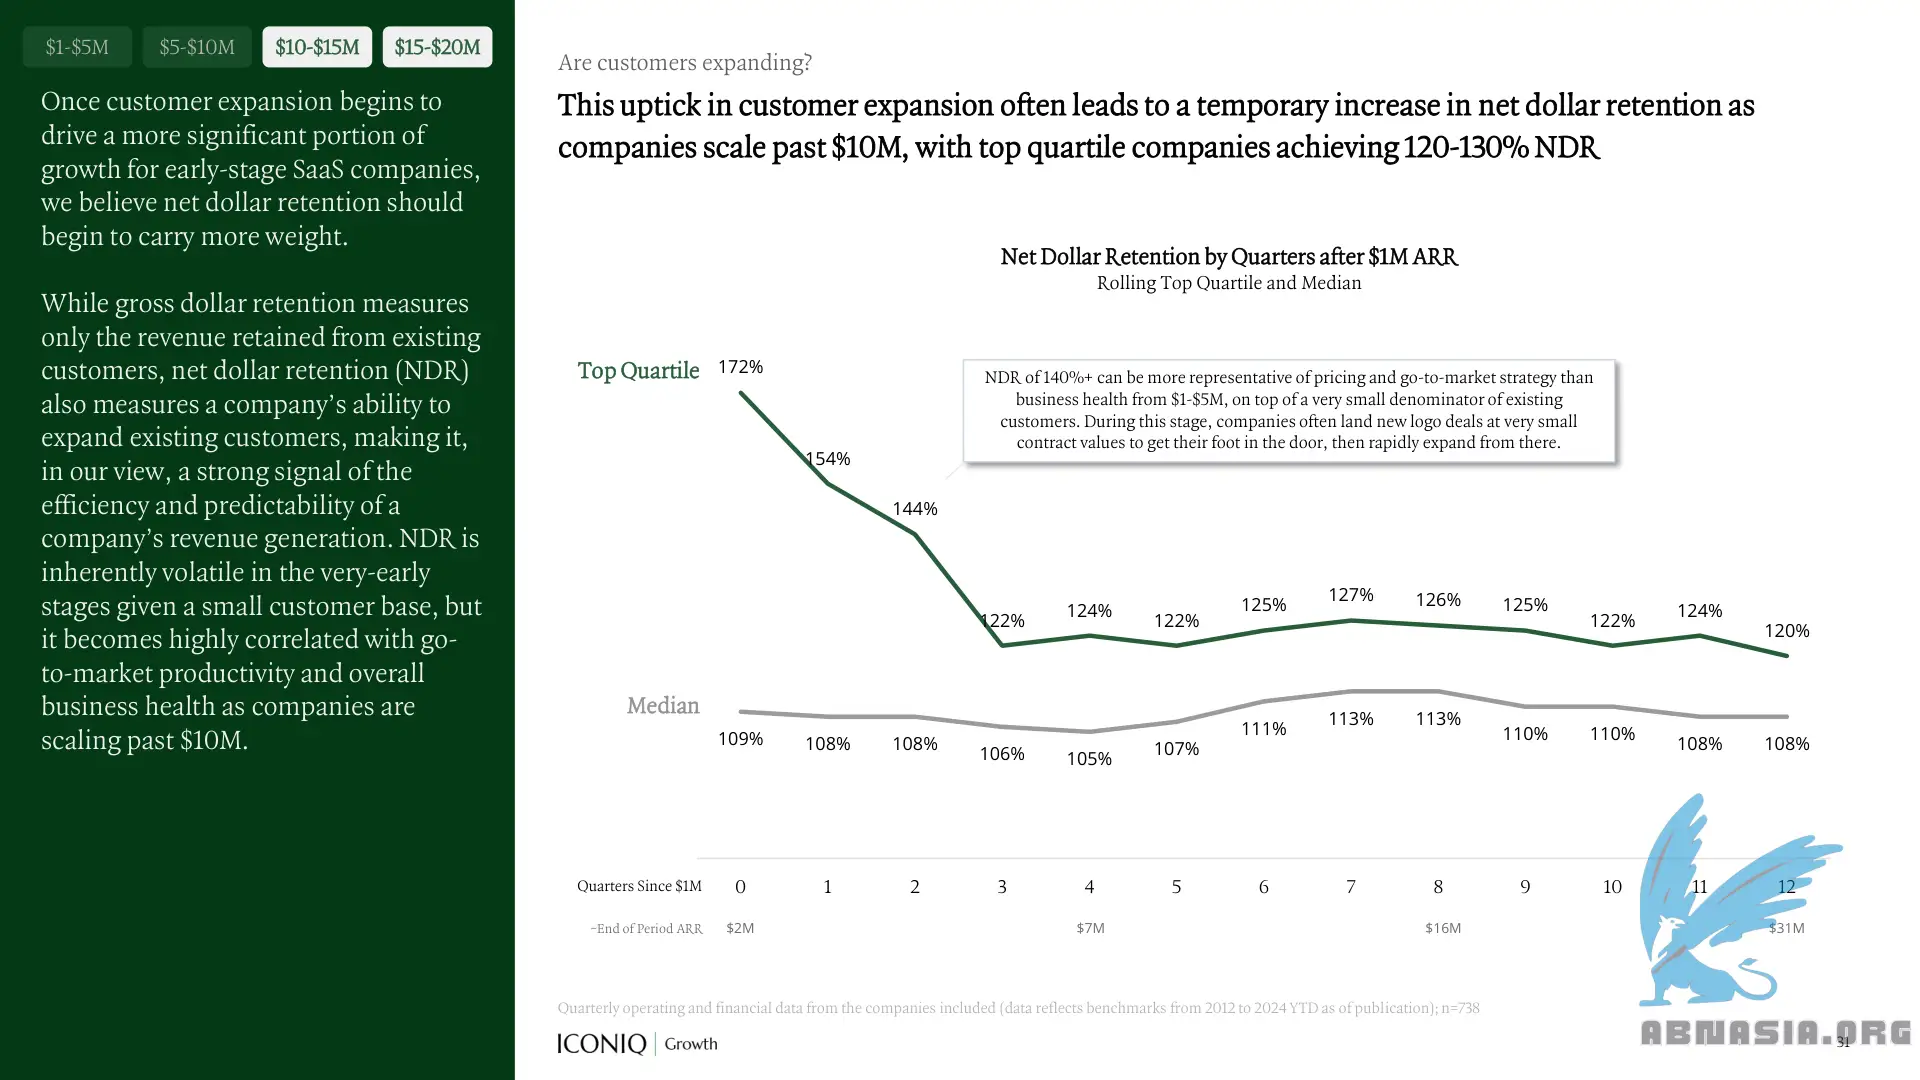 $1-$5M
$5-$10M
$10-$15M
$15-$20M
Once customer expansion begins to
drive a more significant portion of
growth for early-stage SaaS companies,
we believe net dollar retention should
begin to carry more weight.
While gross dollar retention measures
only the revenue retained from existing
customers, net dollar retention (NDR)
also measures a company’s ability to
expand existing customers, making it,
in our view, a strong signal of the
efficiency and predictability of a
company’s revenue generation. NDR is
inherently volatile in the very-early
stages given a small customer base, but
it becomes highly correlated with go-
to-market productivity and overall
business health as companies are
scaling past $10M.
Are customers expanding?
This uptick in customer expansion often leads to a temporary increase in net dollar retention as
companies scale past $10M, with top quartile companies achieving 120-130% NDR
Net Dollar Retention by Quarters after $1M ARR
Rolling Top Quartile and Median
NDR of 140%+ can be more representative of pricing and go-to-market strategy than
business health from $1-$5M, on top of a very small denominator of existing
customers. During this stage, companies often land new logo deals at very small
contract values to get their foot in the door, then rapidly expand from there.
Top Quartile 172% 154% 144% 122% 124% 122% 125% 127% 126% 125% 122% 124% 120%
Median 109% 108% 108% 106% 105% 107% 111% 113% 113% 110% 110% 108% 108%
Quarters Since $1M 0 1 2 3 4 5 6 7 8 9 10 11 12
~End of Period ARR $2M $7M $16M $31M
Quarterly operating and financial data from the companies included (data reflects benchmarks from 2012 to 2024 YTD as of publication); n=738
ICONIQ | Growth
ABNASIA.ORG
31